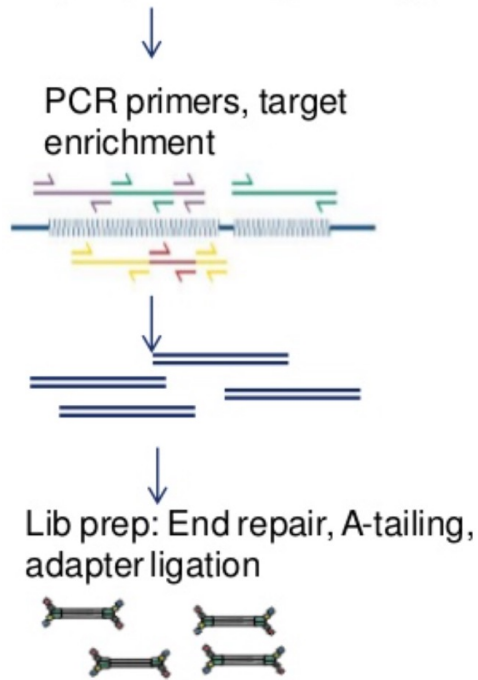 PCR primers, target
enrichment
Lib prep: End repair, A-tailing,
adapter ligation